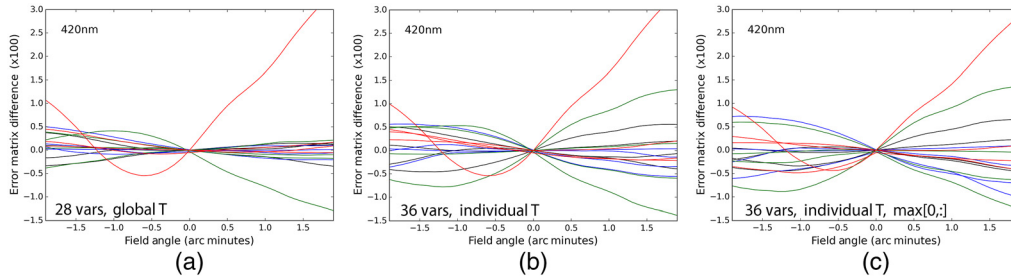 Error matrix difference (x100)
3.0
2.5
2.0
1.5
1.0
0.5
0.0
−0.5
−1.0
−1.5
420nm
28 vars, global T
−1.5 −1.0 −0.5 0.0 0.5 1.0 1.5
Field angle (arc minutes)
(a)
Error matrix difference (x100)
3.0
2.5
2.0
1.5
1.0
0.5
0.0
−0.5
−1.0
−1.5
420nm
36 vars, individual T
−1.5 −1.0 −0.5 0.0 0.5 1.0 1.5
Field angle (arc minutes)
(b)
Error matrix difference (x100)
3.0
2.5
2.0
1.5
1.0
0.5
0.0
−0.5
−1.0
−1.5
420nm
36 vars, individual T, max[0,:]
−1.5 −1.0 −0.5 0.0 0.5 1.0 1.5
Field angle (arc minutes)
(c)